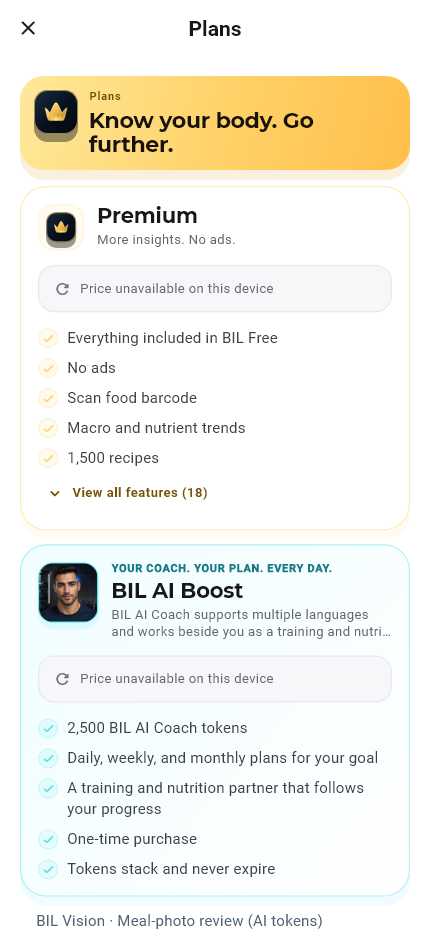 Plans
Plans
Know your body. Go
further.
Premium
More insights. No ads.
Price unavailable on this device
Everything included in BIL Free
No ads
Scan food barcode
Macro and nutrient trends
1,500 recipes
View all features (18)
YOUR COACH. YOUR PLAN. EVERY DAY.
BIL AI Boost
BIL AI Coach supports multiple languages
and works beside you as a training and nutri…
Price unavailable on this device
2,500 BIL AI Coach tokens
Daily, weekly, and monthly plans for your goal
A training and nutrition partner that follows
your progress
One-time purchase
Tokens stack and never expire
BIL Vision · Meal-photo review (AI tokens)